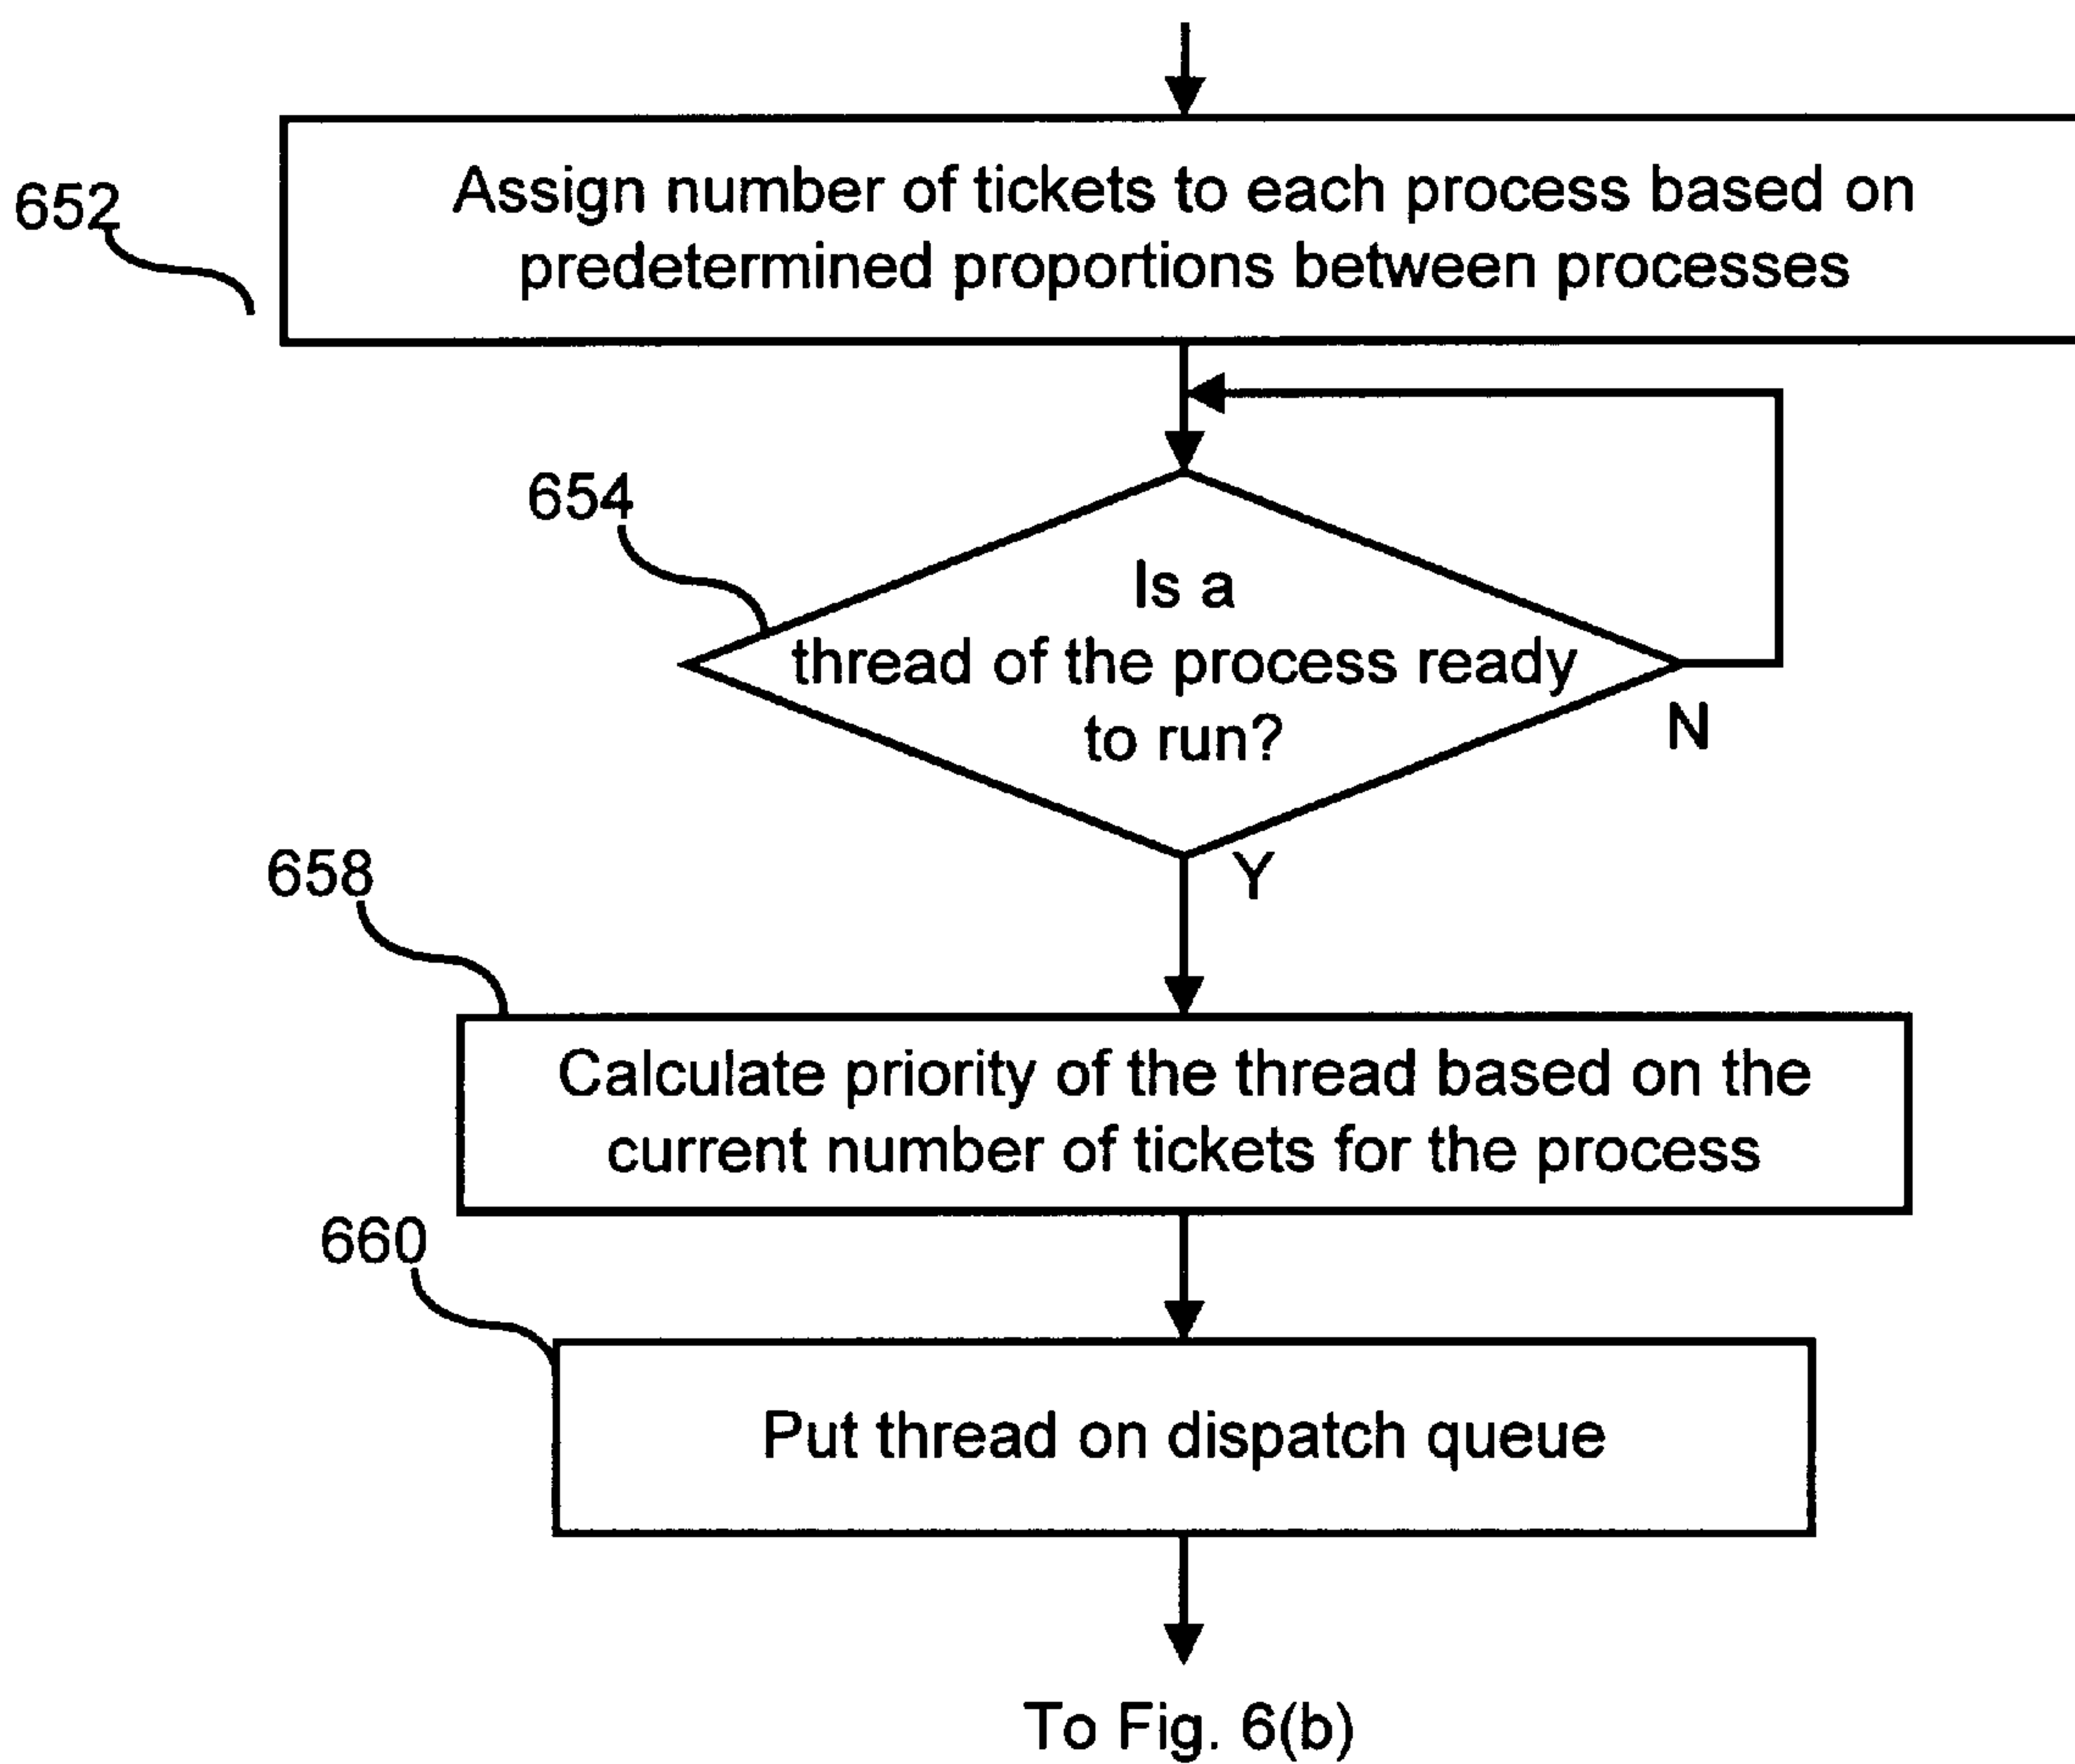 652
Assign number of tickets to each process based on
predetermined proportions between processes
654
Is a
thread of the process ready
to run?
N
Y
658
Calculate priority of the thread based on the
current number of tickets for the process
660
Put thread on dispatch queue
To Fig. 6(b)